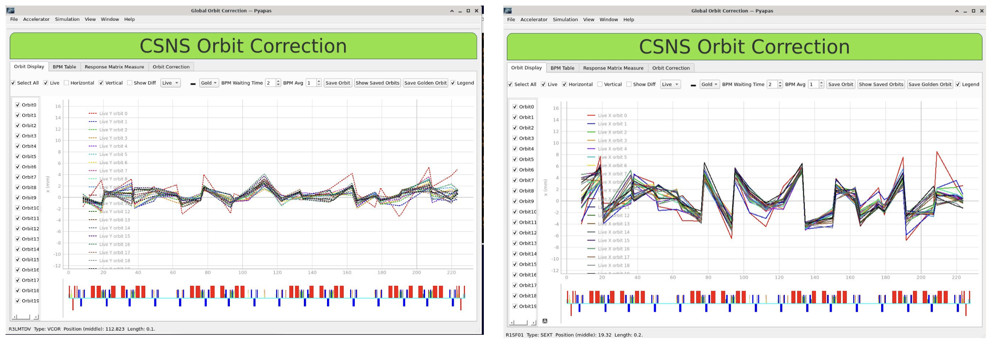 Global Orbit Correction — Pyapas
File Accelerator Simulation View Window Help
CSNS Orbit Correction
Orbit Display BPM Table Response Matrix Measure Orbit Correction
Select All Live Horizontal Vertical Show Diff Live Gold BPM Waiting Time 2 BPM Avg 1 Save Orbit Show Saved Orbits Save Golden Orbit Legend
Orbit0
Orbit1
Orbit2
Orbit3
Orbit4
Orbit5
Orbit6
Orbit7
Orbit8
Orbit9
Orbit10
Orbit11
Orbit12
Orbit13
Orbit14
Orbit15
Orbit16
Orbit17
Orbit18
Orbit19
x (mm)
16
14
12
10
8
6
4
2
0
-2
-4
-6
-8
-10
-12
Live Y orbit 0
Live Y orbit 1
Live Y orbit 2
Live Y orbit 3
Live Y orbit 4
Live Y orbit 5
Live Y orbit 6
Live Y orbit 7
Live Y orbit 8
Live Y orbit 12
Live Y orbit 13
Live Y orbit 14
Live Y orbit 15
Live Y orbit 16
Live Y orbit 17
Live Y orbit 18
0 20 40 60 80 100 120 140 160 180 200 220
R3LMTDV Type: VCOR Position (middle): 112.823 Length: 0.1.
Global Orbit Correction — Pyapas
File Accelerator Simulation View Window Help
CSNS Orbit Correction
Orbit Display BPM Table Response Matrix Measure Orbit Correction
Select All Live Horizontal Vertical Show Diff Live Gold BPM Waiting Time 2 BPM Avg 1 Save Orbit Show Saved Orbits Save Golden Orbit Legend
Orbit0
Orbit1
Orbit2
Orbit3
Orbit4
Orbit5
Orbit6
Orbit7
Orbit8
Orbit9
Orbit10
Orbit11
Orbit12
Orbit13
Orbit14
Orbit15
Orbit16
Orbit17
Orbit18
Orbit19
x (mm)
16
14
12
10
8
6
4
2
0
-2
-4
-6
-8
-10
-12
Live X orbit 0
Live X orbit 1
Live X orbit 2
Live X orbit 3
Live X orbit 4
Live X orbit 5
Live X orbit 6
Live X orbit 7
Live X orbit 12
Live X orbit 13
Live X orbit 14
Live X orbit 15
Live X orbit 16
Live X orbit 17
Live X orbit 18
0 20 40 60 80 100 120 140 160 180 200 220
A
R1SF01 Type: SEXT Position (middle): 19.32 Length: 0.2.